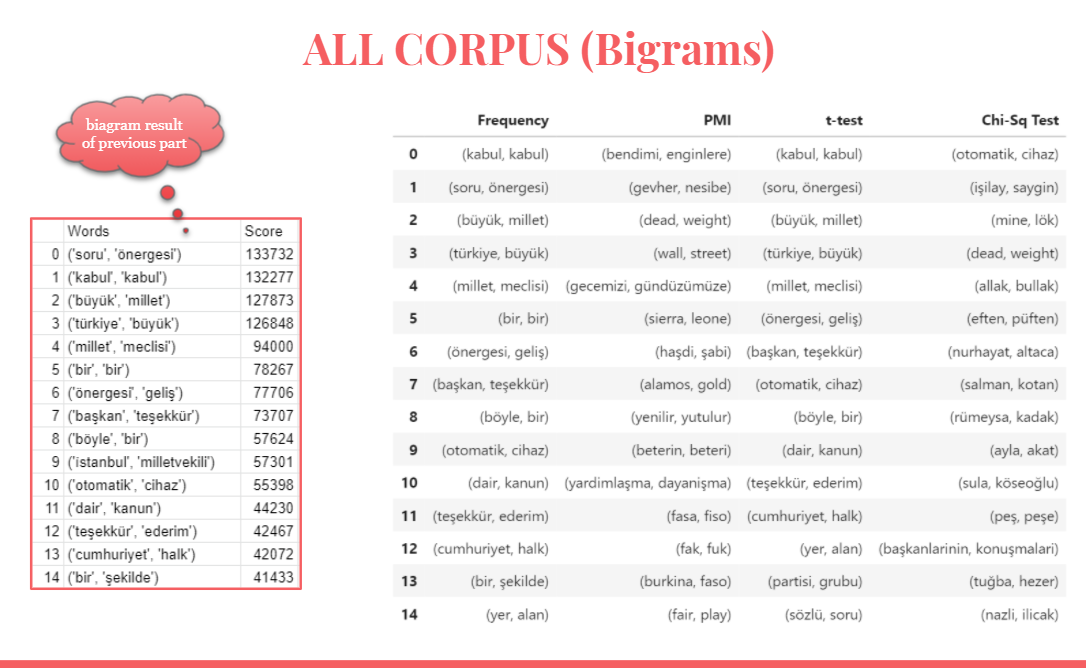 ALL CORPUS (Bigrams)
biagram result
of previous part
Words Score
0 ('soru', 'önergesi') 133732
1 ('kabul', 'kabul') 132277
2 ('büyük', 'millet') 127873
3 ('türkiye', 'büyük') 126848
4 ('millet', 'meclisi') 94000
5 ('bir', 'bir') 78267
6 ('önergesi', 'geliş') 77706
7 ('başkan', 'teşekkür') 73707
8 ('böyle', 'bir') 57624
9 ('istanbul', 'milletvekili') 57301
10 ('otomatik', 'cihaz') 55398
11 ('dair', 'kanun') 44230
12 ('teşekkür', 'ederim') 42467
13 ('cumhuriyet', 'halk') 42072
14 ('bir', 'şekilde') 41433
Frequency PMI t-test Chi-Sq Test
0 (kabul, kabul) (bendimi, enginlere) (kabul, kabul) (otomatik, cihaz)
1 (soru, önergesi) (gevher, nesibe) (soru, önergesi) (işilay, saygin)
2 (büyük, millet) (dead, weight) (büyük, millet) (mine, lök)
3 (türkiye, büyük) (wall, street) (türkiye, büyük) (dead, weight)
4 (millet, meclisi) (gecemizi, gündüzümüze) (millet, meclisi) (allak, bullak)
5 (bir, bir) (sierra, leone) (önergesi, geliş) (eften, püften)
6 (önergesi, geliş) (haşdi, şabi) (başkan, teşekkür) (nurhayat, altaca)
7 (başkan, teşekkür) (alamos, gold) (otomatik, cihaz) (salman, kotan)
8 (böyle, bir) (yenilir, yutulur) (böyle, bir) (rümeysa, kadak)
9 (otomatik, cihaz) (beterin, beteri) (dair, kanun) (ayla, akat)
10 (dair, kanun) (yardimlaşma, dayanişma) (teşekkür, ederim) (sula, köseoğlu)
11 (teşekkür, ederim) (fasa, fiso) (cumhuriyet, halk) (peş, peşe)
12 (cumhuriyet, halk) (fak, fuk) (yer, alan) (başkanlarinin, konuşmalari)
13 (bir, şekilde) (burkina, faso) (partisi, grubu) (tuğba, hezer)
14 (yer, alan) (fair, play) (sözlü, soru) (nazli, ilicak)